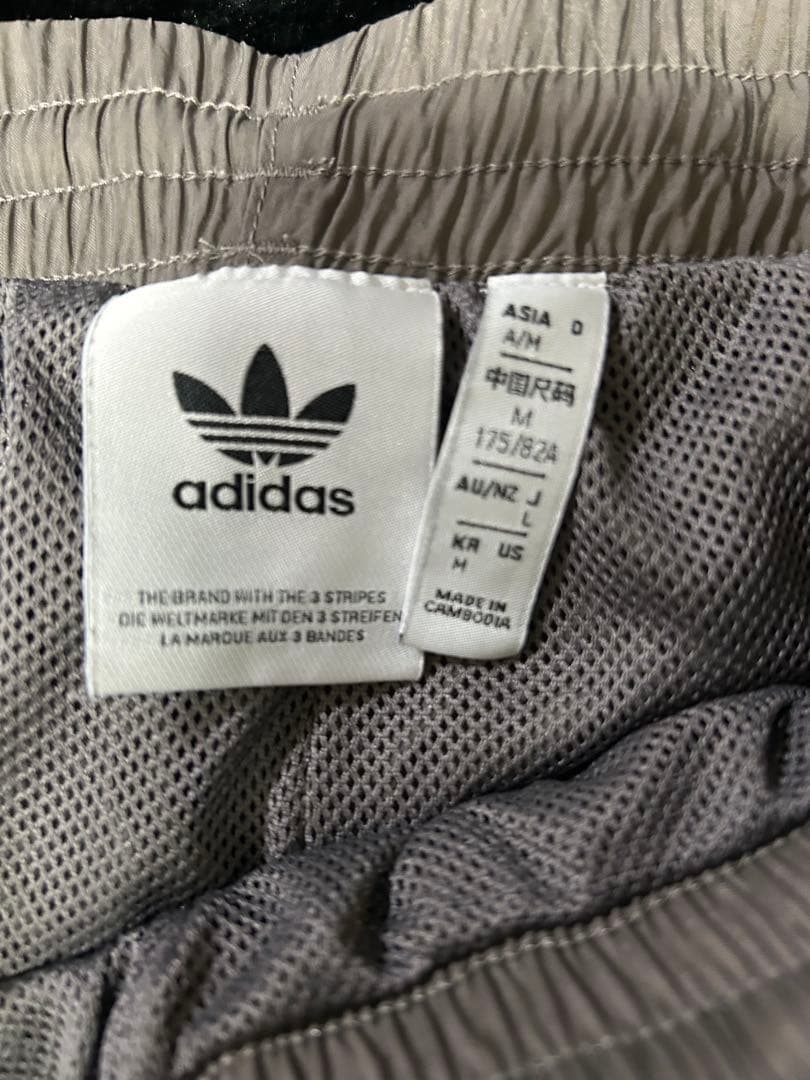 adidas
THE BRAND WITH THE 3 STRIPES
DIE WELTMARKE MIT DEN 3 STREIFEN
LA MARQUE AUX 3 BANDES
ASIA D
A/M
中国尺码
M
175/82A
AU/NZ J
L
KR US
M
MADE IN
CAMBODIA